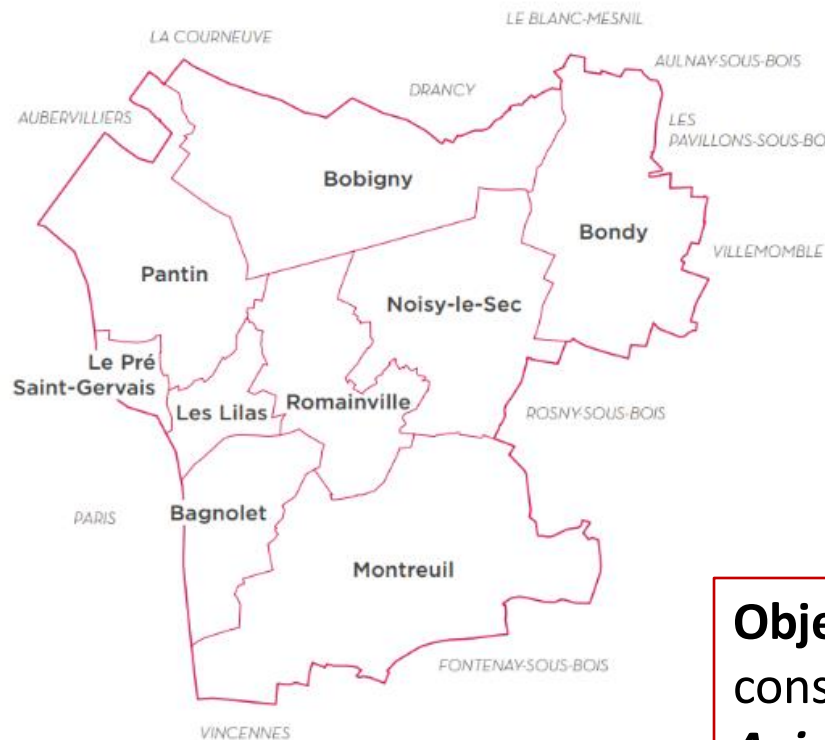 LE BLANC-MESNIL
LA COURNEUVE
AULNAY-SOUS-BOIS
DRANCY
AUBERVILLIERS
LES
PAVILLONS-SOUS-BO
Bobigny
Bondy
VILLEMOMBLE
Pantin
Noisy-le-Sec
Le Pré
Saint-Gervais
Les Lilas
Romainville
ROSNY-SOUS-BOIS
PARIS
Bagnolet
Montreuil
Obje
cons
FONTENAY-SOUS-BOIS
VINCENNES